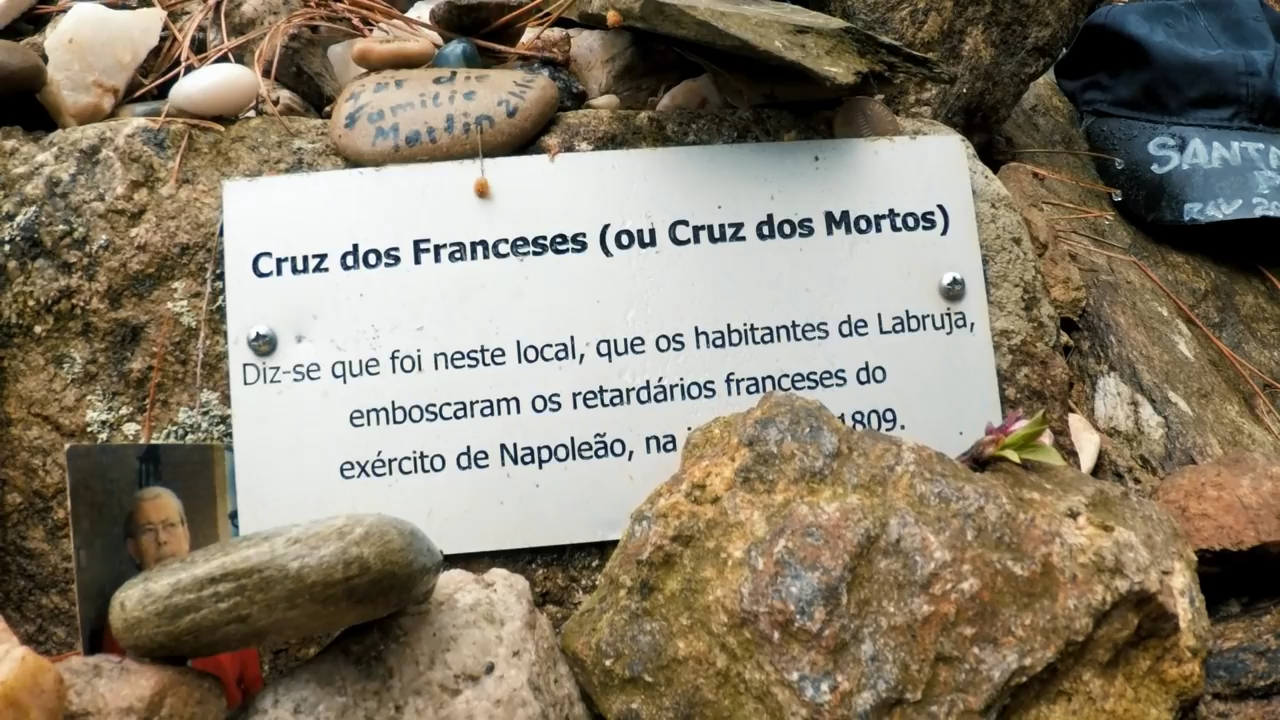 für die
Familie
Martin
SANTA
Cruz dos Franceses (ou Cruz dos Mortos)
Diz-se que foi neste local, que os habitantes de Labruja,
emboscaram os retardários franceses do
exército de Napoleão, na 1809.